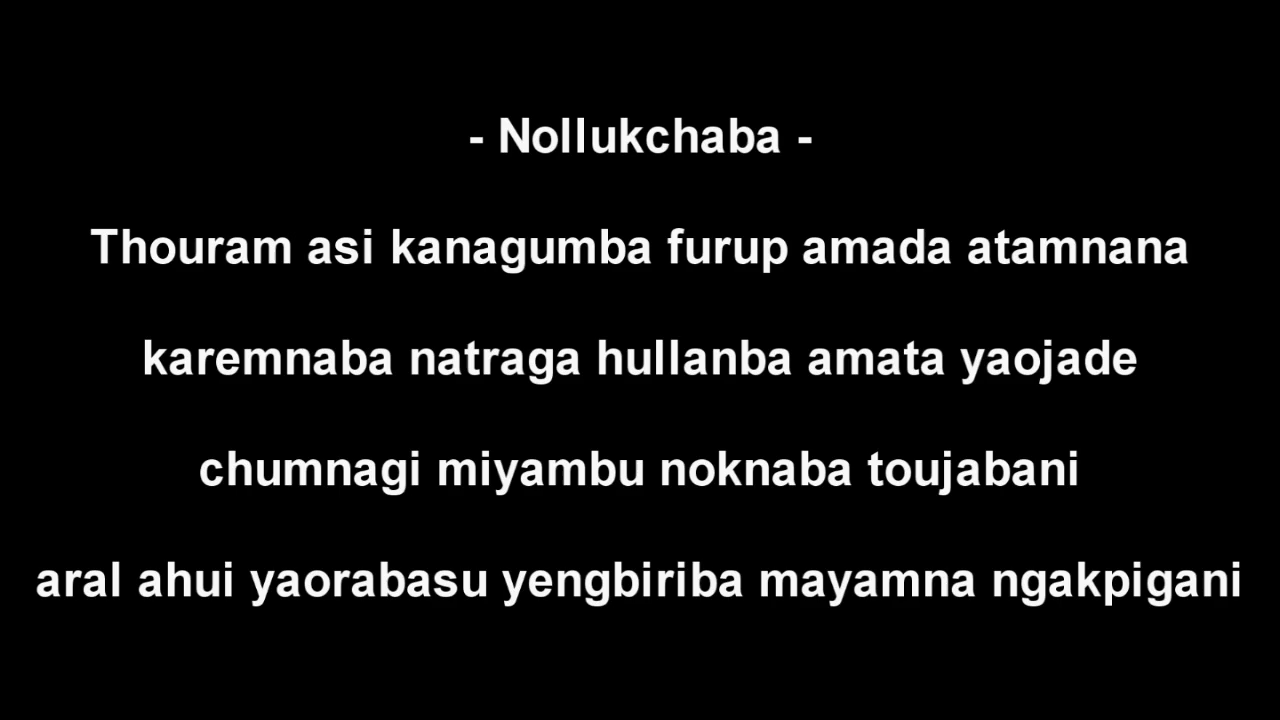 - Nollukchaba -
Thouram asi kanagumba furup amada atamnana
karemnaba natraga hullanba amata yaojade
chumnagi miyambu noknaba toujabani
aral ahui yaorabasu yengbiriba mayamna ngakpigani